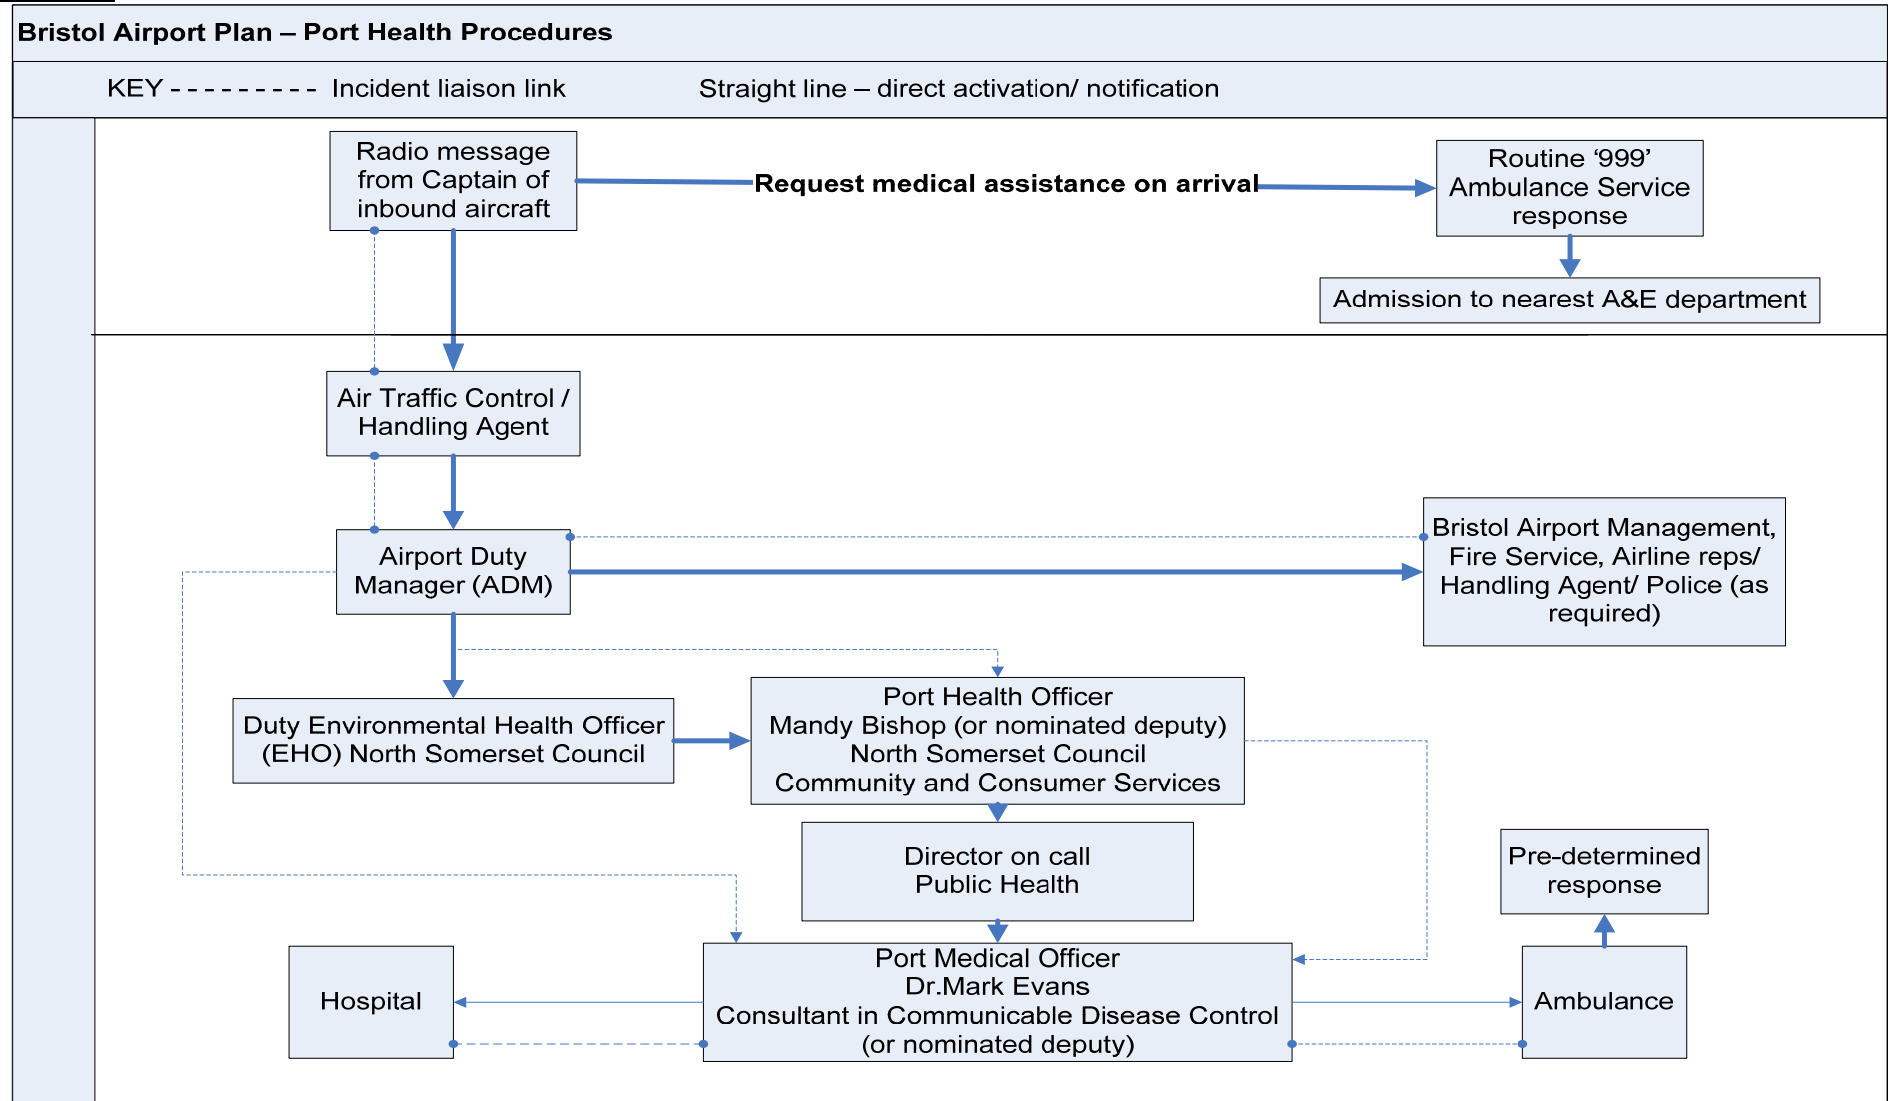 Bristol Airport Plan – Port Health Procedures
KEY --------- Incident liaison link Straight line – direct activation/ notification
Radio message
from Captain of
inbound aircraft
Request medical assistance on arrival
Routine ‘999’
Ambulance Service
response
Admission to nearest A&E department
Air Traffic Control /
Handling Agent
Airport Duty
Manager (ADM)
Bristol Airport Management,
Fire Service, Airline reps/
Handling Agent/ Police (as
required)
Duty Environmental Health Officer
(EHO) North Somerset Council
Port Health Officer
Mandy Bishop (or nominated deputy)
North Somerset Council
Community and Consumer Services
Director on call
Public Health
Pre-determined
response
Hospital
Port Medical Officer
Dr.Mark Evans
Consultant in Communicable Disease Control
(or nominated deputy)
Ambulance